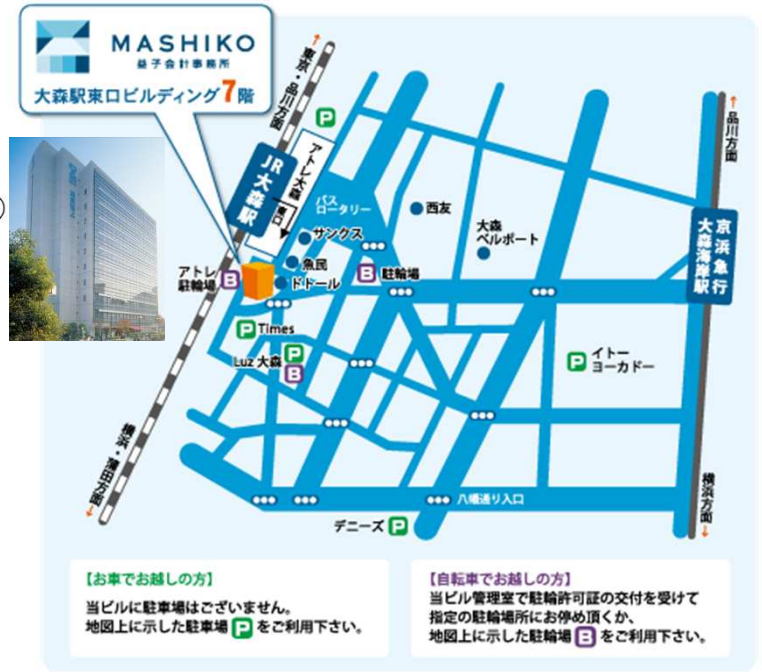 MASHIKO
益子会計事務所
大森駅東口ビルディング7階
↑東京・品川方面
↑品川方面
P
アトレ大森
東口
JR大森駅
バス
ロータリー
西友
大森
ベルポート
京浜急行
大森海岸駅
サンクス
魚民
ドトール
アトレ
駐輪場 B
B 駐輪場
P Times
P
Luz 大森
B
P イトー
ヨーカドー
横浜・蒲田方面↓
横浜方面↓
八幡通り入口
デニーズ P
【お車でお越しの方】
当ビルに駐車場はございません。
地図上に示した駐車場 P をご利用下さい。
【自転車でお越しの方】
当ビル管理室で駐輪許可証の交付を受けて
指定の駐輪場所にお停め頂くか、
地図上に示した駐輪場 B をご利用下さい。